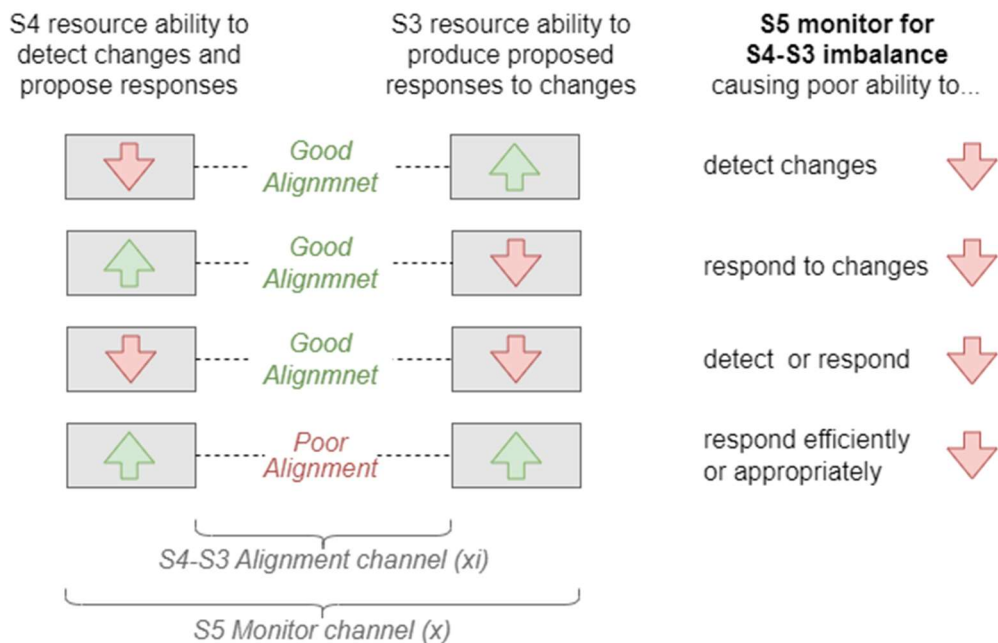 S4 resource ability to
detect changes and
propose responses
S3 resource ability to
produce proposed
responses to changes
S5 monitor for
S4-S3 imbalance
causing poor ability to...
Good
Alignmnet
detect changes
Good
Alignmnet
respond to changes
Good
Alignmnet
detect or respond
Poor
Alignment
respond efficiently
or appropriately
S4-S3 Alignment channel (xi)
S5 Monitor channel (x)